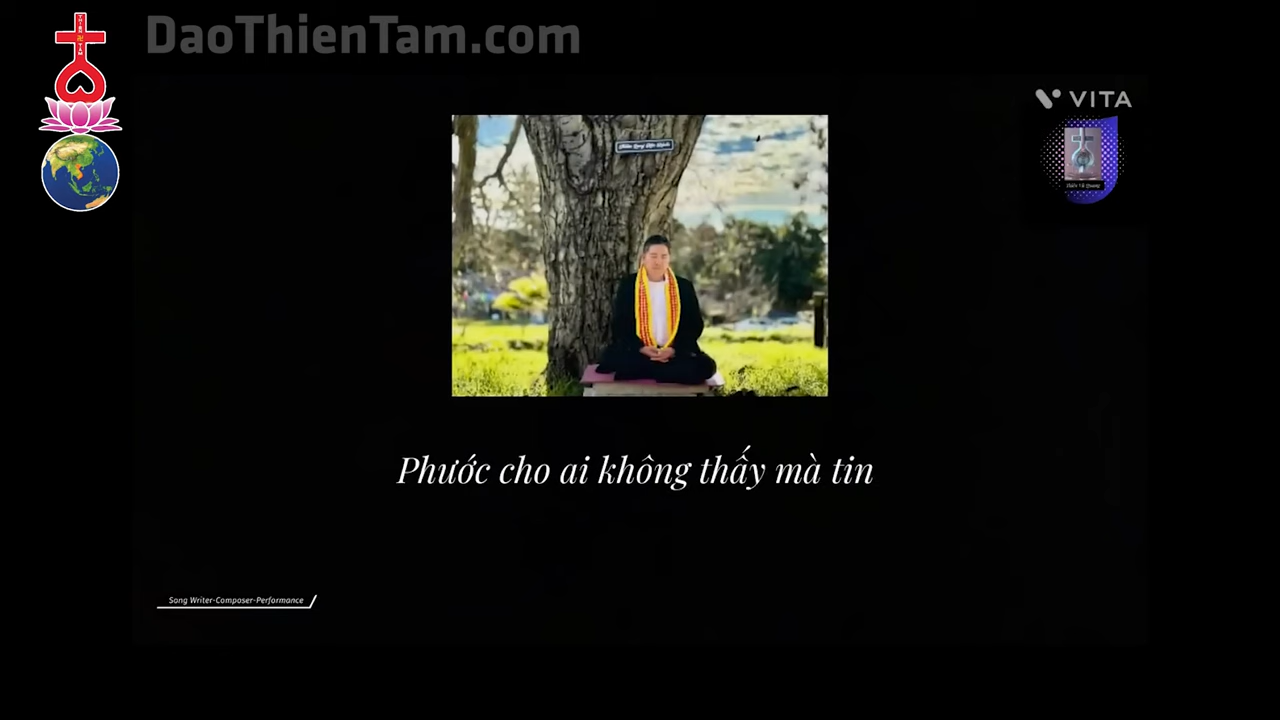 DaoThienTam.com
VITA
Phước cho ai không thấy mà tin
Song Writer-Composer-Performance